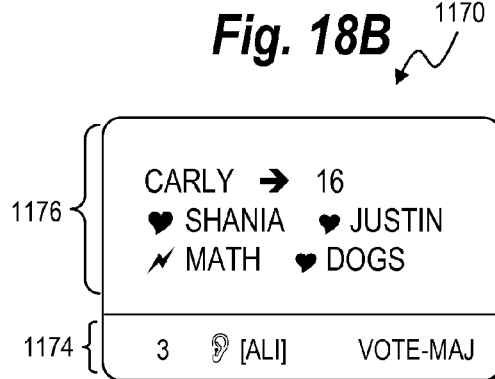 Fig. 18B
1170
CARLY → 16
♥ SHANIA ♥ JUSTIN
1176
MATH ♥ DOGS
1174
3 👂 [ALI] VOTE-MAJ